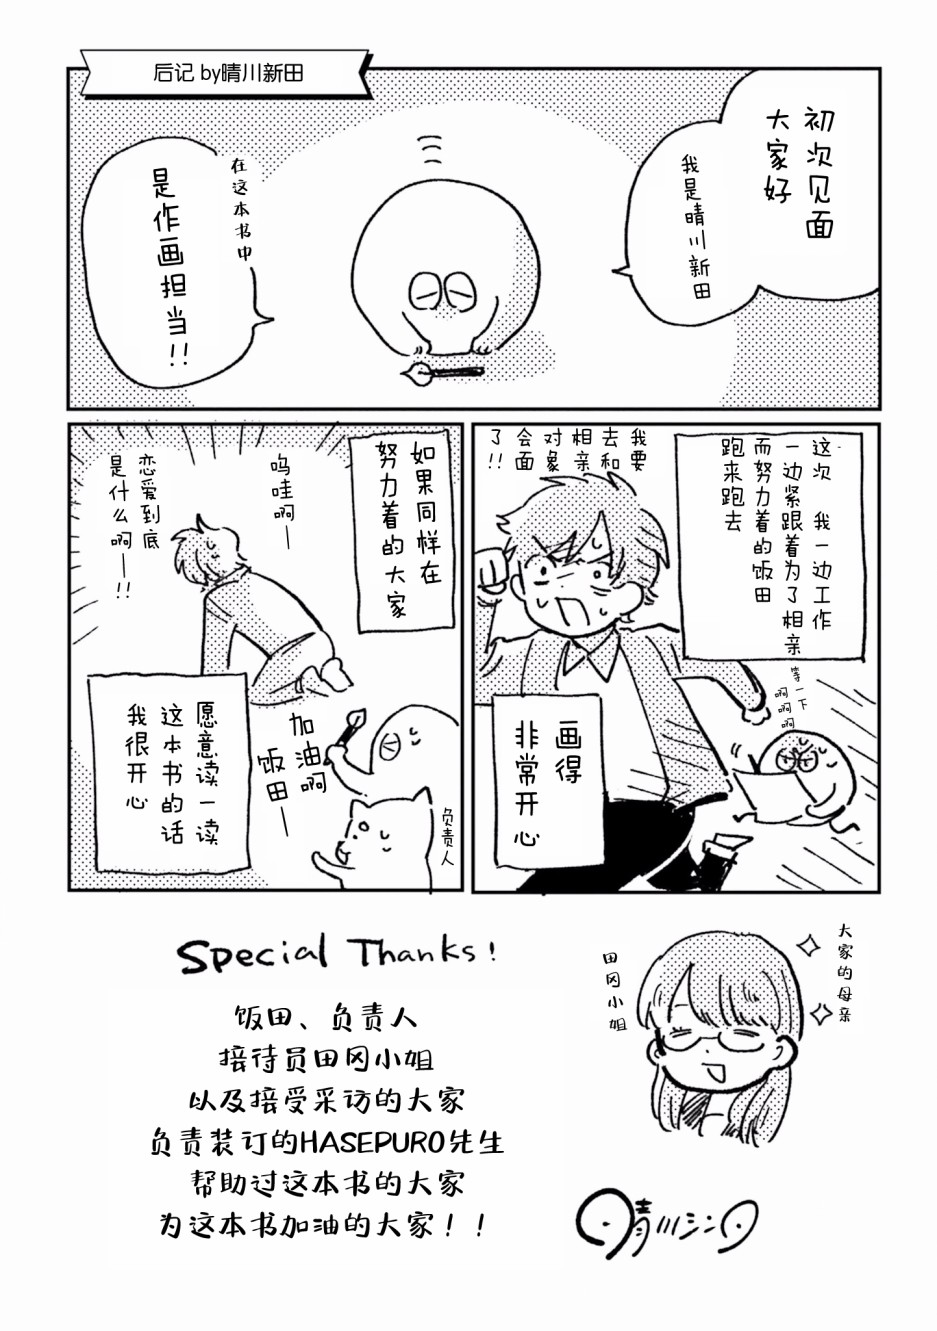 后记 by晴川新田
初次见面
大家好
我是晴川新田
在这本书中
是作画担当!!
这次 我一边工作
一边紧跟着为了相亲
而努力着的饭田
跑来跑去
我要
去和
相亲
对象
会面
了!!
等一下
啊啊啊
画得
非常开心
如果同样在
努力着的大家
呜哇啊—
恋爱到底
是什么啊—!!
加油啊
饭田—
负责人
愿意读一读
这本书的话
我很开心
Special Thanks!
饭田、负责人
接待员田冈小姐
以及接受采访的大家
负责装订的HASEPURO先生
帮助过这本书的大家
为这本书加油的大家！！
大家的母亲
田冈小姐
晴川シンタ